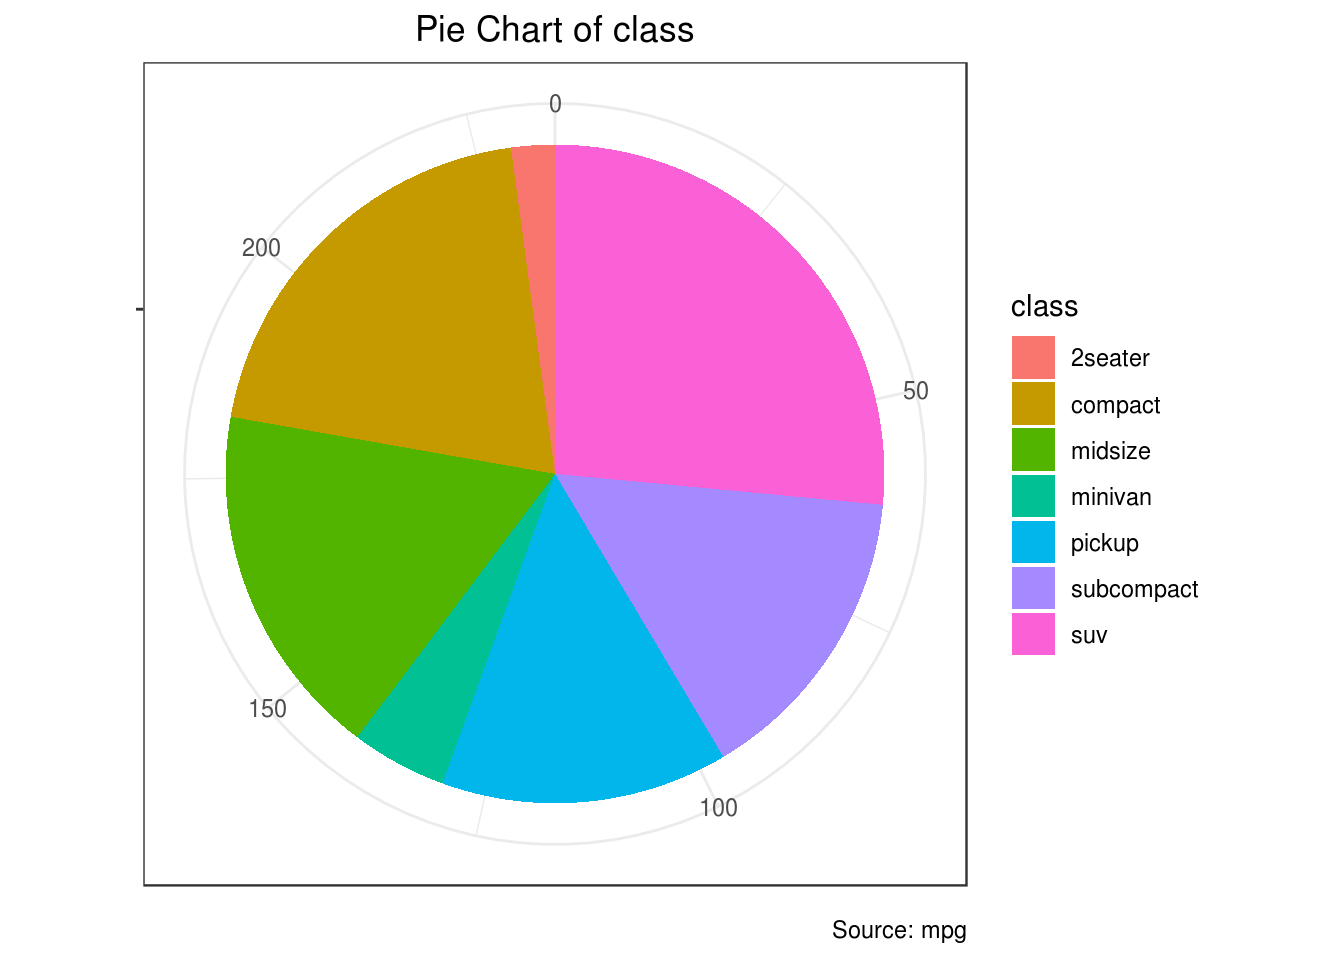 Pie Chart of class
0
50
100
150
200
class
2seater
compact
midsize
minivan
pickup
subcompact
suv
Source: mpg